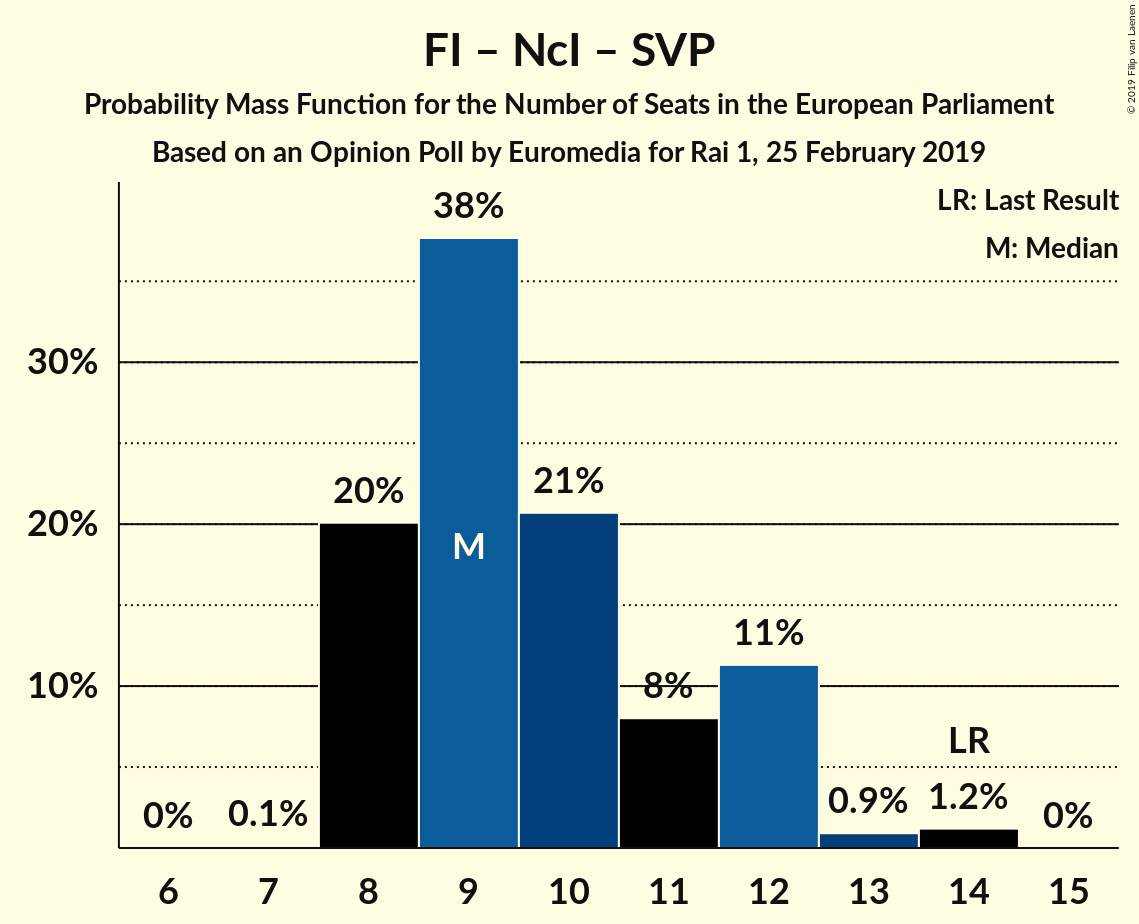 FI – NcI – SVP
Probability Mass Function for the Number of Seats in the European Parliament
Based on an Opinion Poll by Euromedia for Rai 1, 25 February 2019
© 2019 Filip van Laenen
LR: Last Result
M: Median
38%
30%
20%
21%
20%
M
11%
10%
8%
LR
0%
0.1%
0.9%
1.2%
0%
6 7 8 9 10 11 12 13 14 15